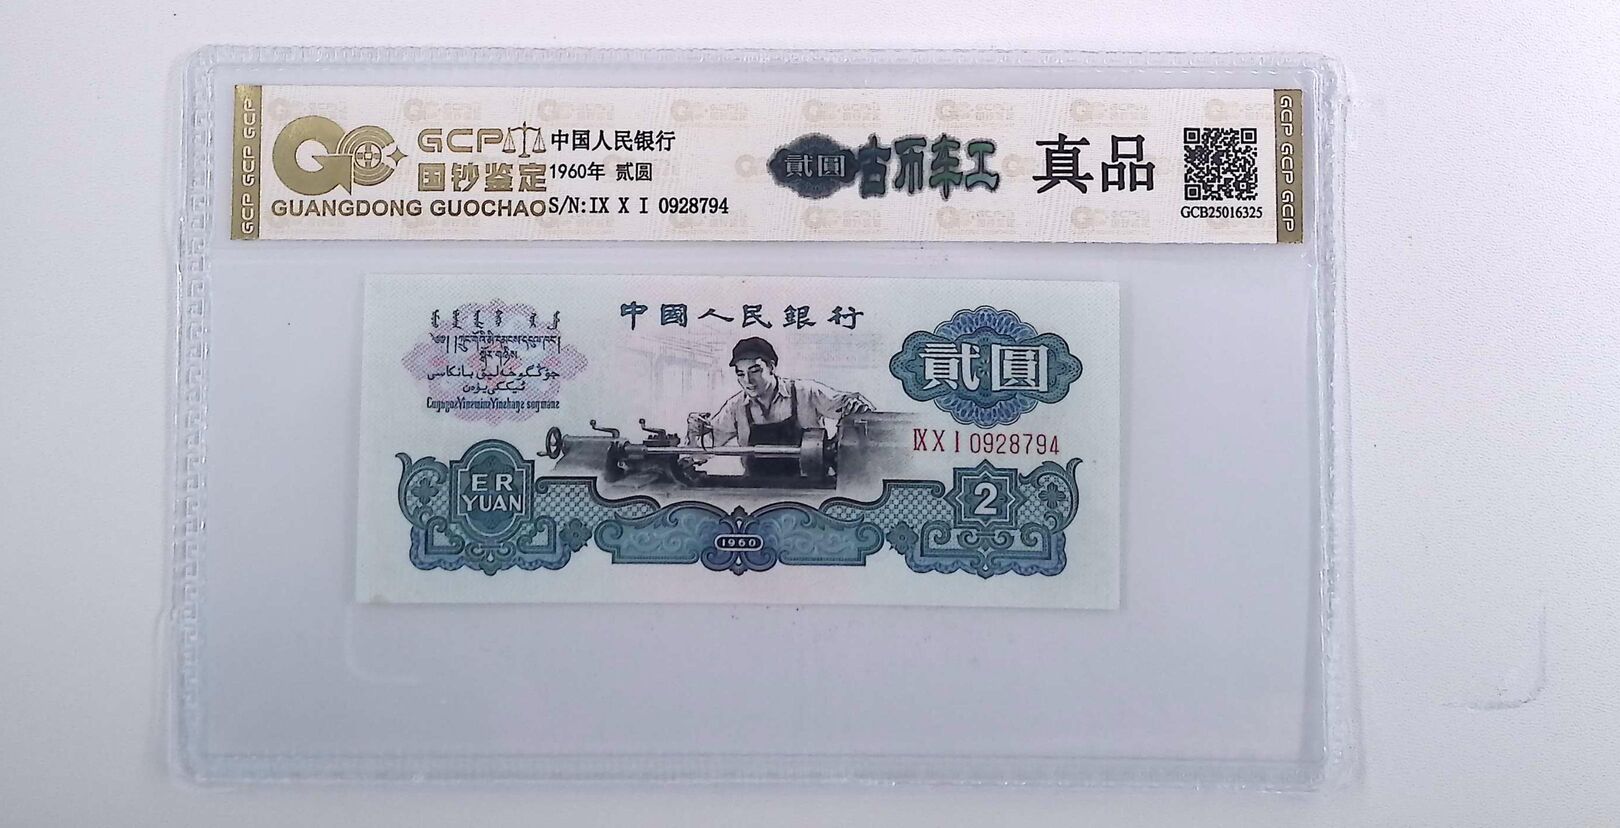 GCP GCP GCP
GCP
国钞鉴定
GUANGDONG GUOCHAO
中国人民银行
1960年 贰圆
S/N:IX X I 0928794
貳圓
古币车工
真品
GCB25016325
GCP GCP GCP
中國人民銀行
貳圓
IX X I 0928794
ER
YUAN
1960
2